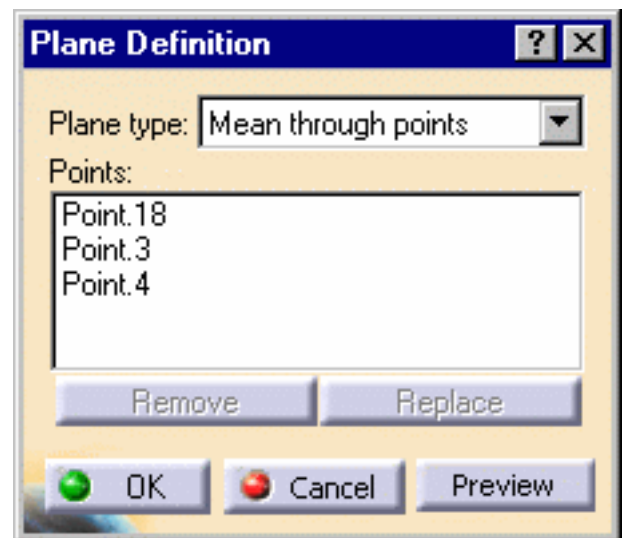 Plane Definition ? ×
Plane type: Mean through points
Points:
Point.18
Point.3
Point.4
Remove Replace
OK Cancel Preview